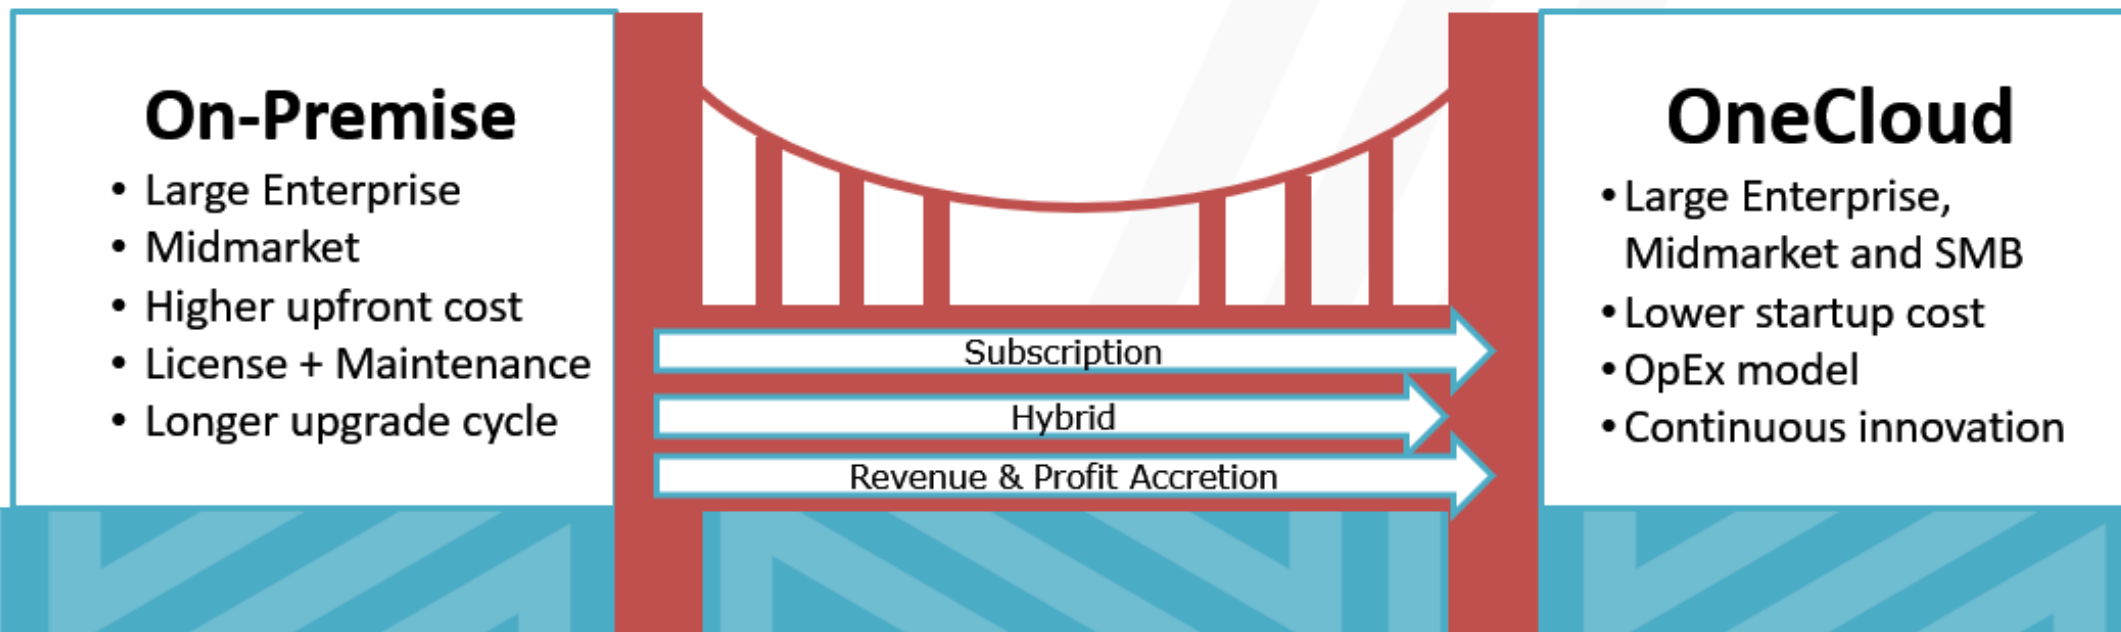 On-Premise
• Large Enterprise
• Midmarket
• Higher upfront cost
• License + Maintenance
• Longer upgrade cycle
Subscription
Hybrid
Revenue & Profit Accretion
OneCloud
• Large Enterprise,
Midmarket and SMB
• Lower startup cost
• OpEx model
• Continuous innovation